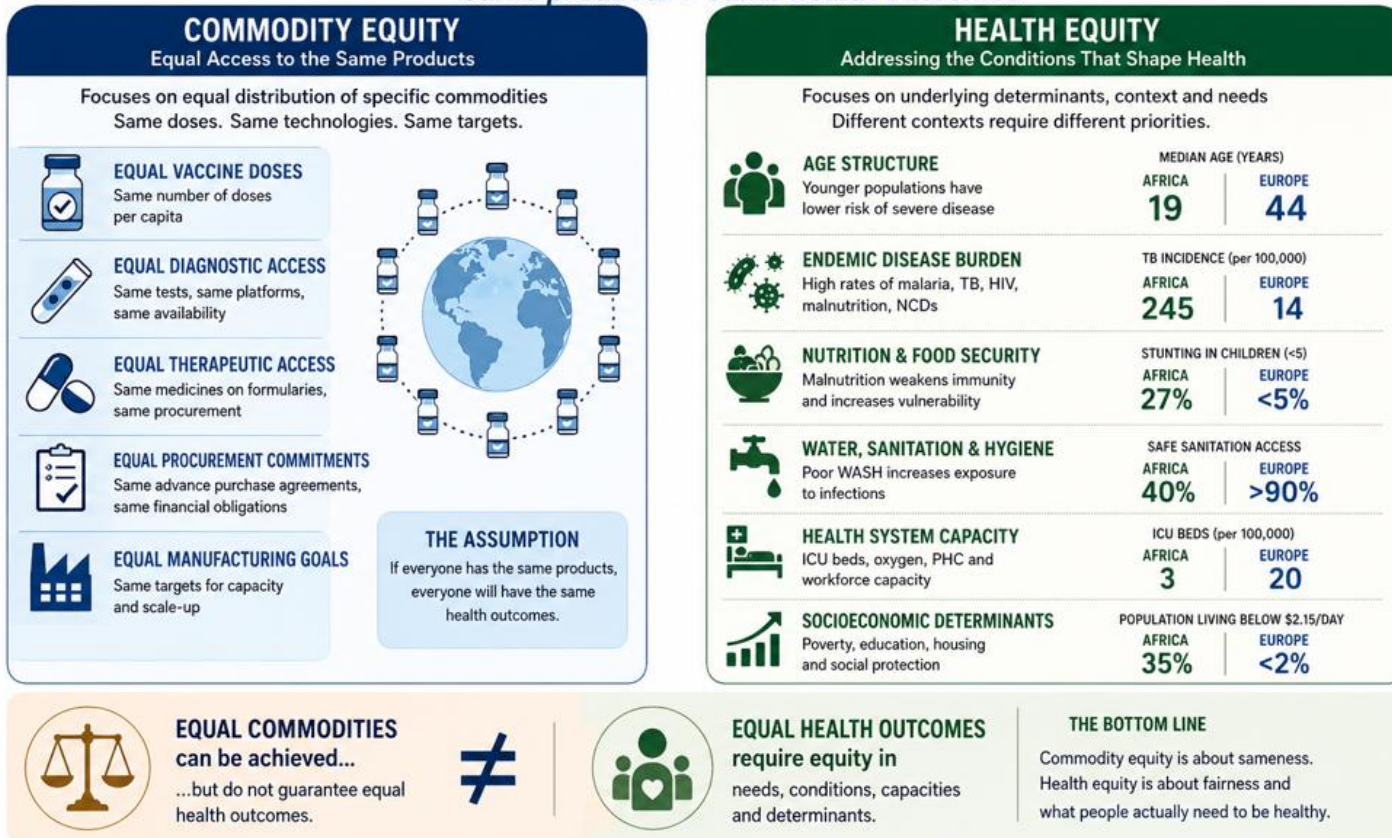 COMMODITY EQUITY
Equal Access to the Same Products
Focuses on equal distribution of specific commodities
Same doses. Same technologies. Same targets.
EQUAL VACCINE DOSES
Same number of doses
per capita
EQUAL DIAGNOSTIC ACCESS
Same tests, same platforms,
same availability
EQUAL THERAPEUTIC ACCESS
Same medicines on formularies,
same procurement
EQUAL PROCUREMENT COMMITMENTS
Same advance purchase agreements,
same financial obligations
EQUAL MANUFACTURING GOALS
Same targets for capacity
and scale-up
THE ASSUMPTION
If everyone has the same products,
everyone will have the same
health outcomes.
HEALTH EQUITY
Addressing the Conditions That Shape Health
Focuses on underlying determinants, context and needs
Different contexts require different priorities.
AGE STRUCTURE
Younger populations have
lower risk of severe disease
MEDIAN AGE (YEARS)
AFRICA EUROPE
19 44
ENDEMIC DISEASE BURDEN
High rates of malaria, TB, HIV,
malnutrition, NCDs
TB INCIDENCE (per 100,000)
AFRICA EUROPE
245 14
NUTRITION & FOOD SECURITY
Malnutrition weakens immunity
and increases vulnerability
STUNTING IN CHILDREN (<5)
AFRICA EUROPE
27% <5%
WATER, SANITATION & HYGIENE
Poor WASH increases exposure
to infections
SAFE SANITATION ACCESS
AFRICA EUROPE
40% >90%
HEALTH SYSTEM CAPACITY
ICU beds, oxygen, PHC and
workforce capacity
ICU BEDS (per 100,000)
AFRICA EUROPE
3 20
SOCIOECONOMIC DETERMINANTS
Poverty, education, housing
and social protection
POPULATION LIVING BELOW $2.15/DAY
AFRICA EUROPE
35% <2%
EQUAL COMMODITIES
can be achieved...
...but do not guarantee equal
health outcomes.
≠
EQUAL HEALTH OUTCOMES
require equity in
needs, conditions, capacities
and determinants.
THE BOTTOM LINE
Commodity equity is about sameness.
Health equity is about fairness and
what people actually need to be healthy.